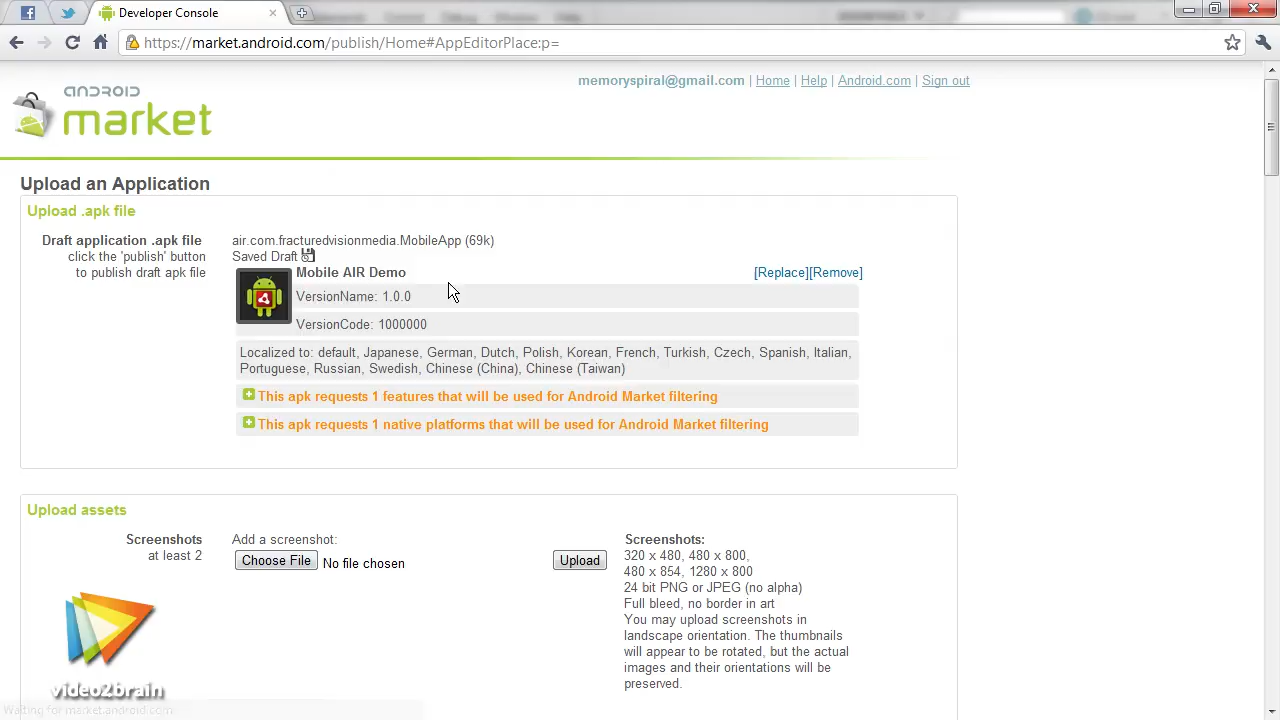 Developer Console
https://market.android.com/publish/Home#AppEditorPlace:p=
memoryspiral@gmail.com | Home | Help | Android.com | Sign out
android
market
Upload an Application
Upload .apk file
Draft application .apk file
click the 'publish' button
to publish draft apk file
air.com.fracturedvisionmedia.MobileApp (69k)
Saved Draft
Mobile AIR Demo
[Replace][Remove]
VersionName: 1.0.0
VersionCode: 1000000
Localized to: default, Japanese, German, Dutch, Polish, Korean, French, Turkish, Czech, Spanish, Italian,
Portuguese, Russian, Swedish, Chinese (China), Chinese (Taiwan)
This apk requests 1 features that will be used for Android Market filtering
This apk requests 1 native platforms that will be used for Android Market filtering
Upload assets
Screenshots
at least 2
Add a screenshot:
Choose File No file chosen
Upload
Screenshots:
320 x 480, 480 x 800,
480 x 854, 1280 x 800
24 bit PNG or JPEG (no alpha)
Full bleed, no border in art
You may upload screenshots in
landscape orientation. The thumbnails
will appear to be rotated, but the actual
images and their orientations will be
preserved.
video2brain
Waiting for market.android.com